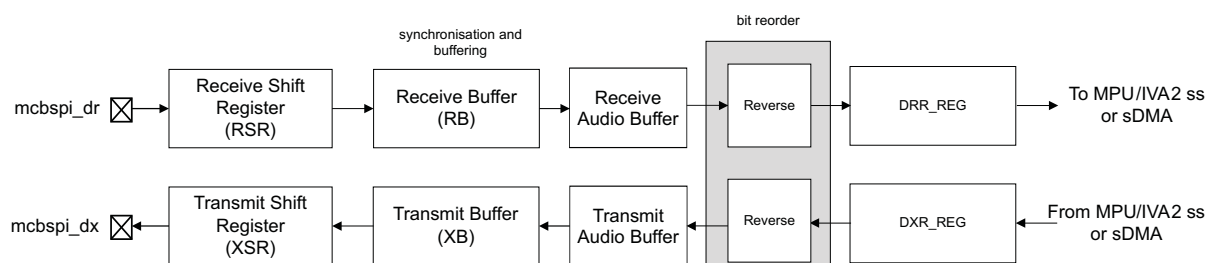 bit reorder
synchronisation and
buffering
mcbspi_dr
Receive Shift
Register
(RSR)
Receive Buffer
(RB)
Receive
Audio Buffer
Reverse
DRR_REG
To MPU/IVA2 ss
or sDMA
mcbspi_dx
Transmit Shift
Register
(XSR)
Transmit Buffer
(XB)
Transmit
Audio Buffer
Reverse
DXR_REG
From MPU/IVA2 ss
or sDMA